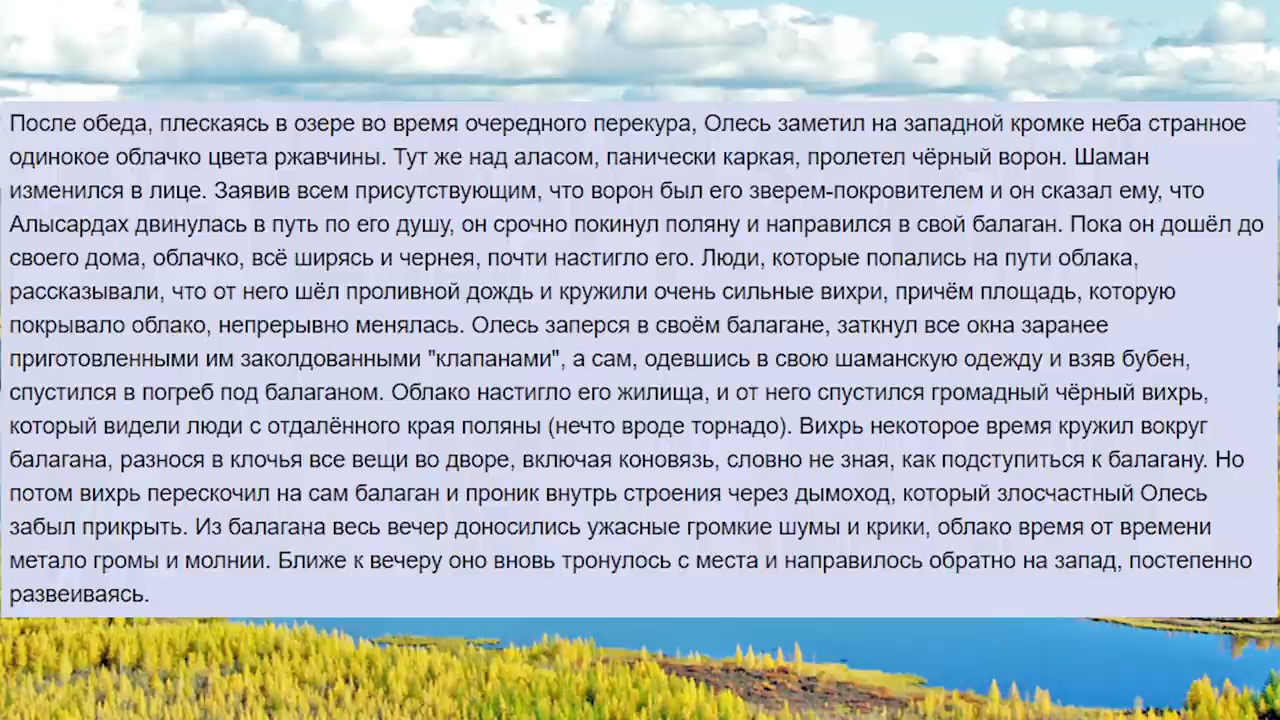 После обеда, плескаясь в озере во время очередного перекура, Олесь заметил на западной кромке неба странное
одинокое облачко цвета ржавчины. Тут же над аласом, панически каркая, пролетел чёрный ворон. Шаман
изменился в лице. Заявив всем присутствующим, что ворон был его зверем-покровителем и он сказал ему, что
Алысардах двинулась в путь по его душу, он срочно покинул поляну и направился в свой балаган. Пока он дошёл до
своего дома, облачко, всё ширясь и чернея, почти настигло его. Люди, которые попались на пути облака,
рассказывали, что от него шёл проливной дождь и кружили очень сильные вихри, причём площадь, которую
покрывало облако, непрерывно менялась. Олесь заперся в своём балагане, заткнул все окна заранее
приготовленными им заколдованными "клапанами", а сам, одевшись в свою шаманскую одежду и взяв бубен,
спустился в погреб под балаганом. Облако настигло его жилища, и от него спустился громадный чёрный вихрь,
который видели люди с отдалённого края поляны (нечто вроде торнадо). Вихрь некоторое время кружил вокруг
балагана, разнося в клочья все вещи во дворе, включая коновязь, словно не зная, как подступиться к балагану. Но
потом вихрь перескочил на сам балаган и проник внутрь строения через дымоход, который злосчастный Олесь
забыл прикрыть. Из балагана весь вечер доносились ужасные громкие шумы и крики, облако время от времени
метало громы и молнии. Ближе к вечеру оно вновь тронулось с места и направилось обратно на запад, постепенно
развеиваясь.